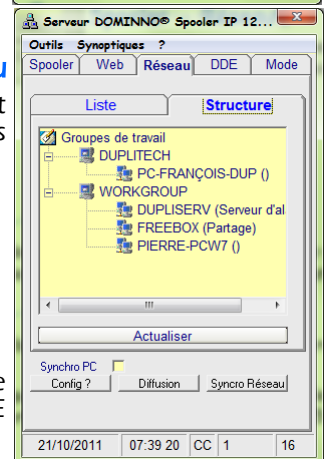 Serveur DOMINNO® Spooler IP 12...
Outils Synoptiques ?
Spooler Web Réseau DDE Mode
Liste Structure
Groupes de travail
DUPLITECH
PC-FRANÇOIS-DUP ()
WORKGROUP
DUPLISERV (Serveur d'al
FREEBOX (Partage)
PIERRE-PCW7 ()
Actualiser
Synchro PC
Config ? Diffusion Syncro Réseau
21/10/2011 07:39 20 CC 1 16